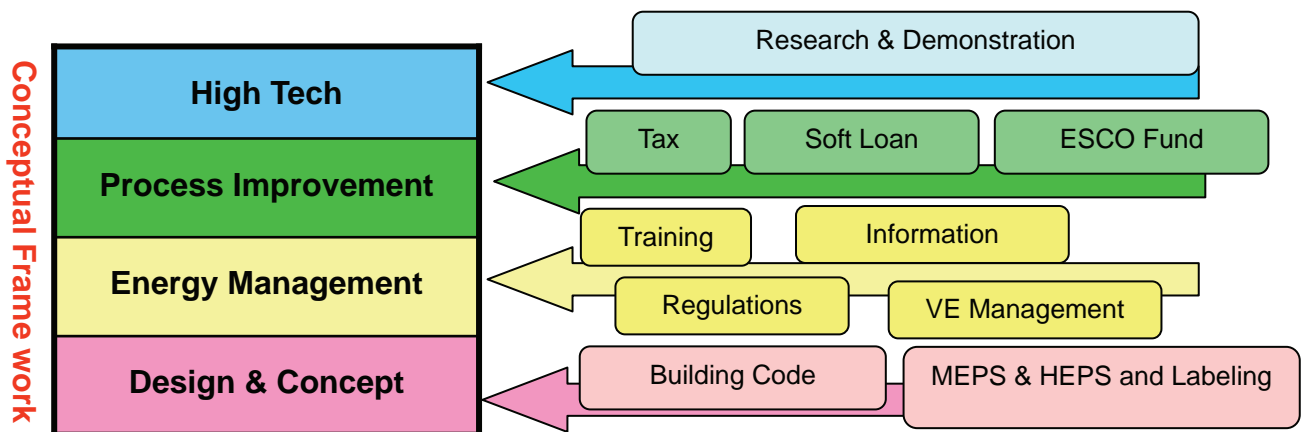 Conceptual Frame work
High Tech
Research & Demonstration
Process Improvement
Tax
Soft Loan
ESCO Fund
Energy Management
Training
Information
Regulations
VE Management
Design & Concept
Building Code
MEPS & HEPS and Labeling